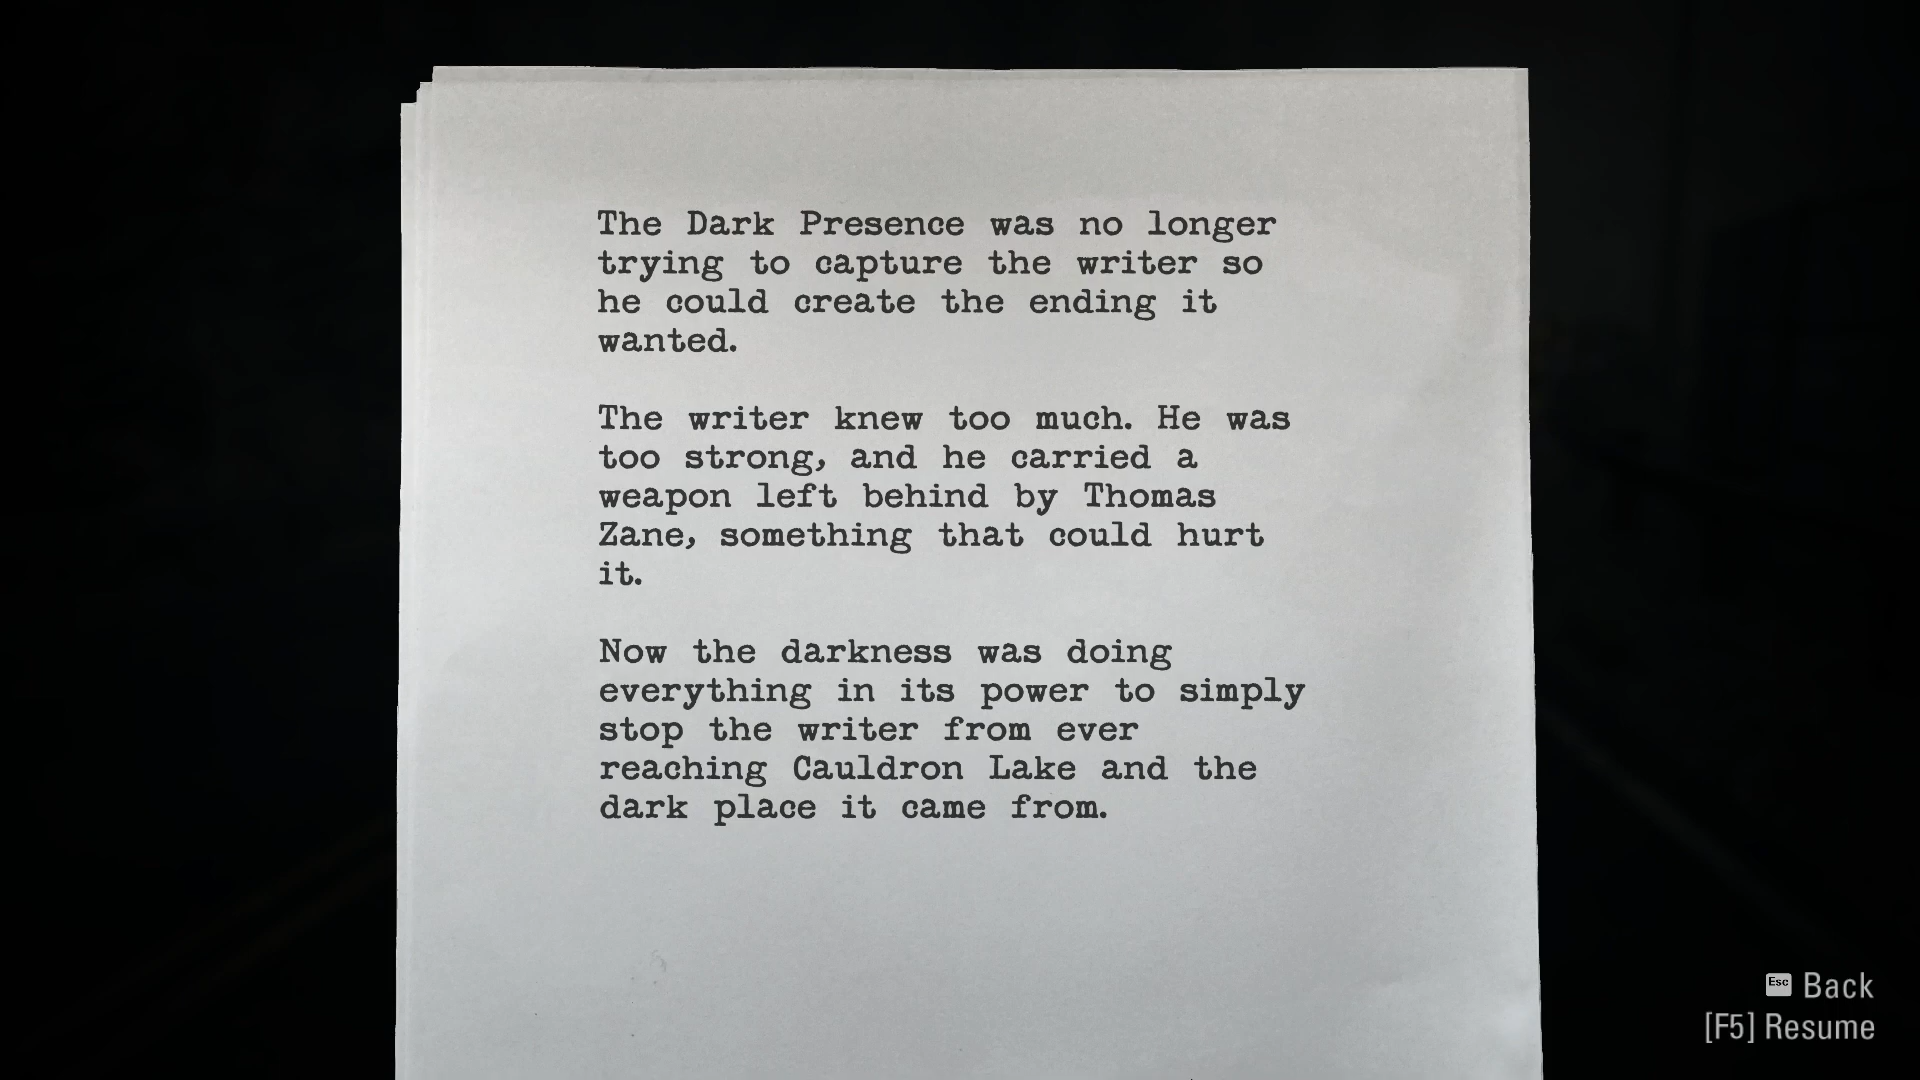 The Dark Presence was no longer
trying to capture the writer so
he could create the ending it
wanted.
The writer knew too much. He was
too strong, and he carried a
weapon left behind by Thomas
Zane, something that could hurt
it.
Now the darkness was doing
everything in its power to simply
stop the writer from ever
reaching Cauldron Lake and the
dark place it came from.
Esc Back
[F5] Resume